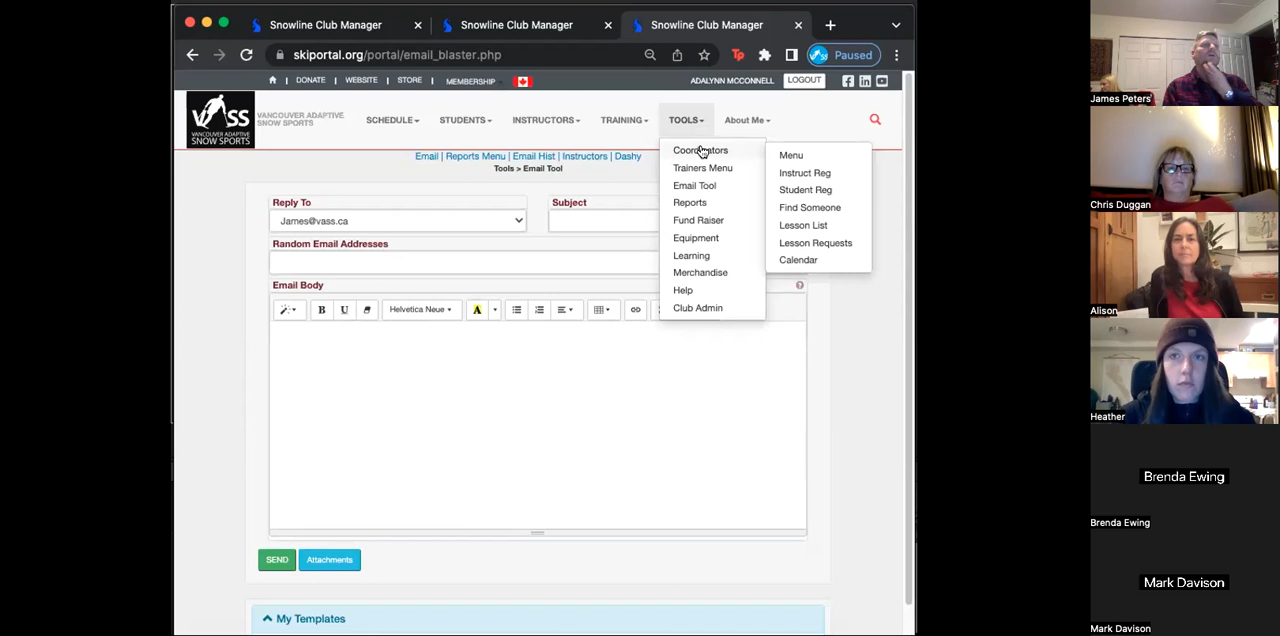 Snowline Club Manager
Snowline Club Manager
Snowline Club Manager
skiportal.org/portal/email_blaster.php
Paused
DONATE | WEBSITE | STORE | MEMBERSHIP
ADALYNN MCCONNELL
LOGOUT
VASS
VANCOUVER ADAPTIVE
SNOW SPORTS
VANCOUVER ADAPTIVE
SNOW SPORTS
SCHEDULE
STUDENTS
INSTRUCTORS
TRAINING
TOOLS
About Me
Email | Reports Menu | Email Hist | Instructors | Dashy
Tools > Email Tool
Coordinators
Trainers Menu
Email Tool
Reports
Fund Raiser
Equipment
Learning
Merchandise
Help
Club Admin
Menu
Instruct Reg
Student Reg
Find Someone
Lesson List
Lesson Requests
Calendar
Reply To
James@vass.ca
Subject
Random Email Addresses
Email Body
B U
Helvetica Neue
A
SEND
Attachments
My Templates
James Peters
Chris Duggan
Alison
Heather
Brenda Ewing
Brenda Ewing
Mark Davison
Mark Davison